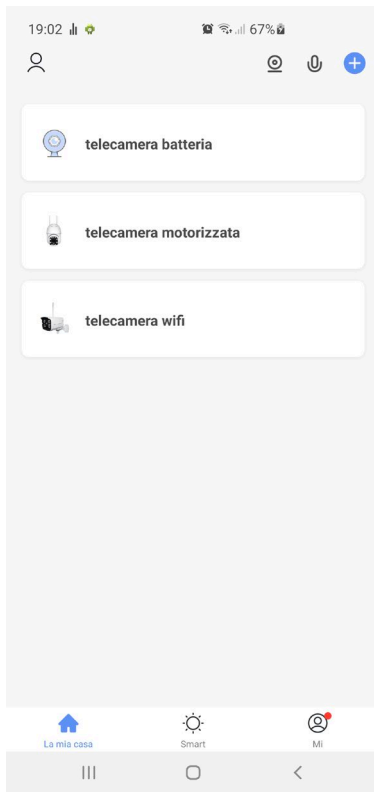 19:02 67%
telecamera batteria
telecamera motorizzata
telecamera wifi
La mia casa Smart Mi